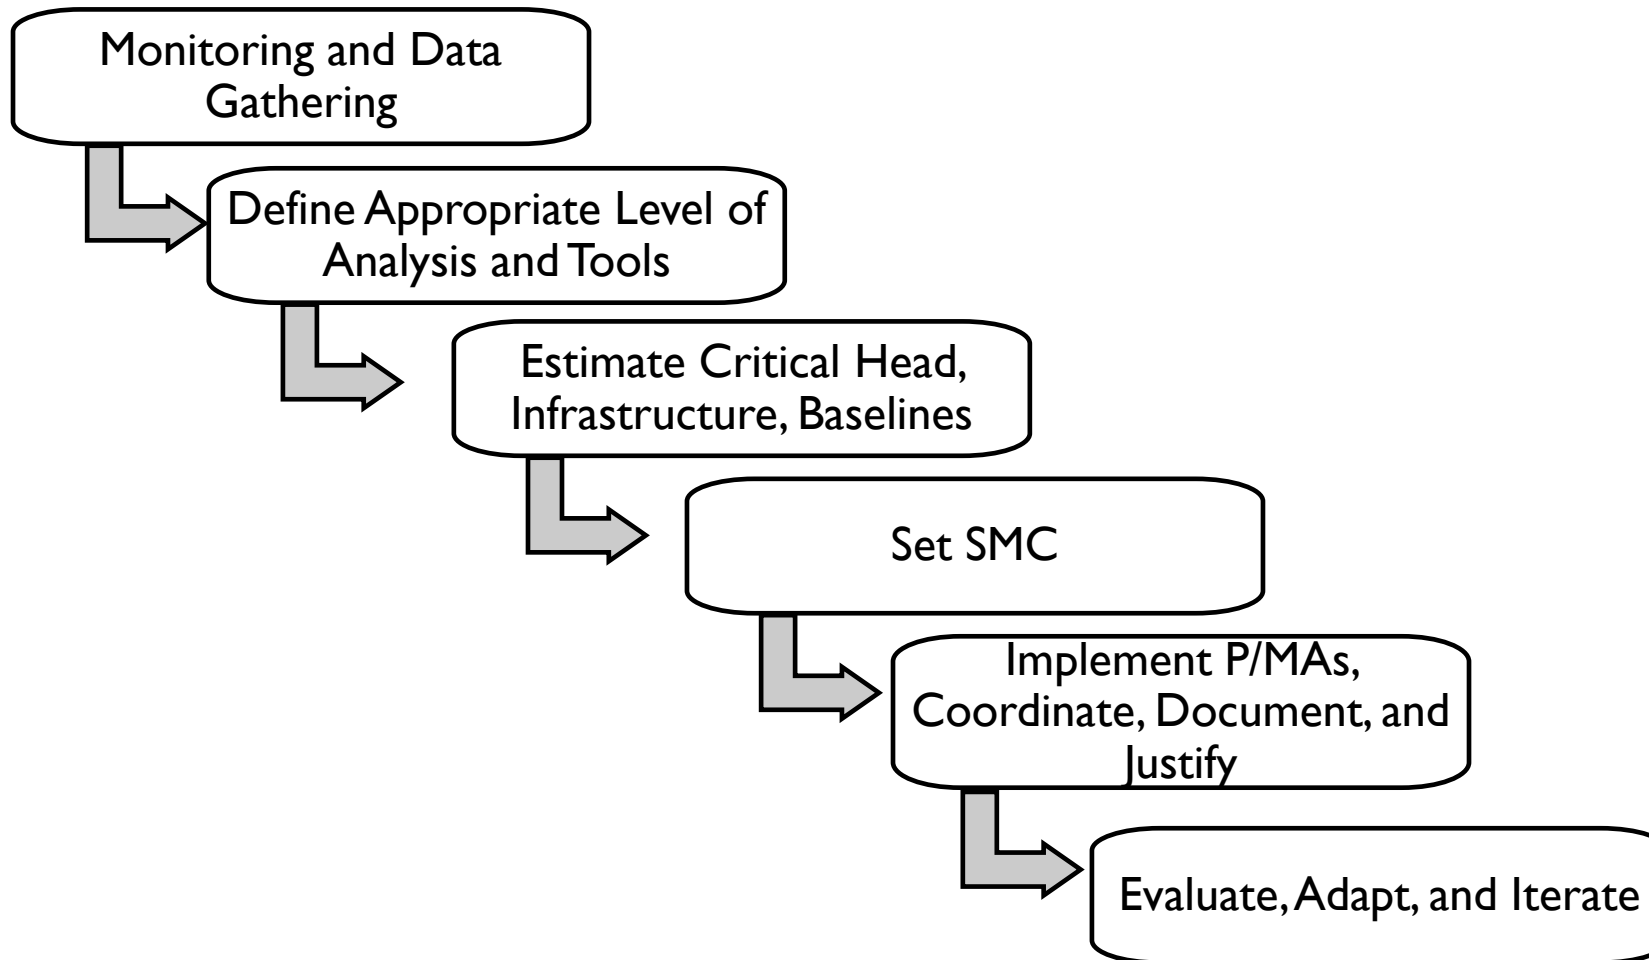 Monitoring and Data
Gathering
Define Appropriate Level of
Analysis and Tools
Estimate Critical Head,
Infrastructure, Baselines
Set SMC
Implement P/MAs,
Coordinate, Document, and
Justify
Evaluate, Adapt, and Iterate